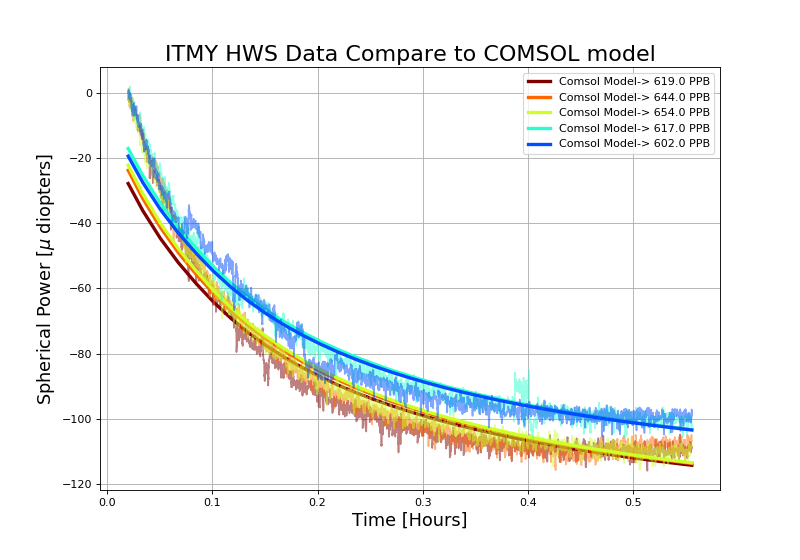 ITMY HWS Data Compare to COMSOL model
Comsol Model-> 619.0 PPB
Comsol Model-> 644.0 PPB
Comsol Model-> 654.0 PPB
Comsol Model-> 617.0 PPB
Comsol Model-> 602.0 PPB
Spherical Power [μ diopters]
0
−20
−40
−60
−80
−100
−120
0.0 0.1 0.2 0.3 0.4 0.5
Time [Hours]